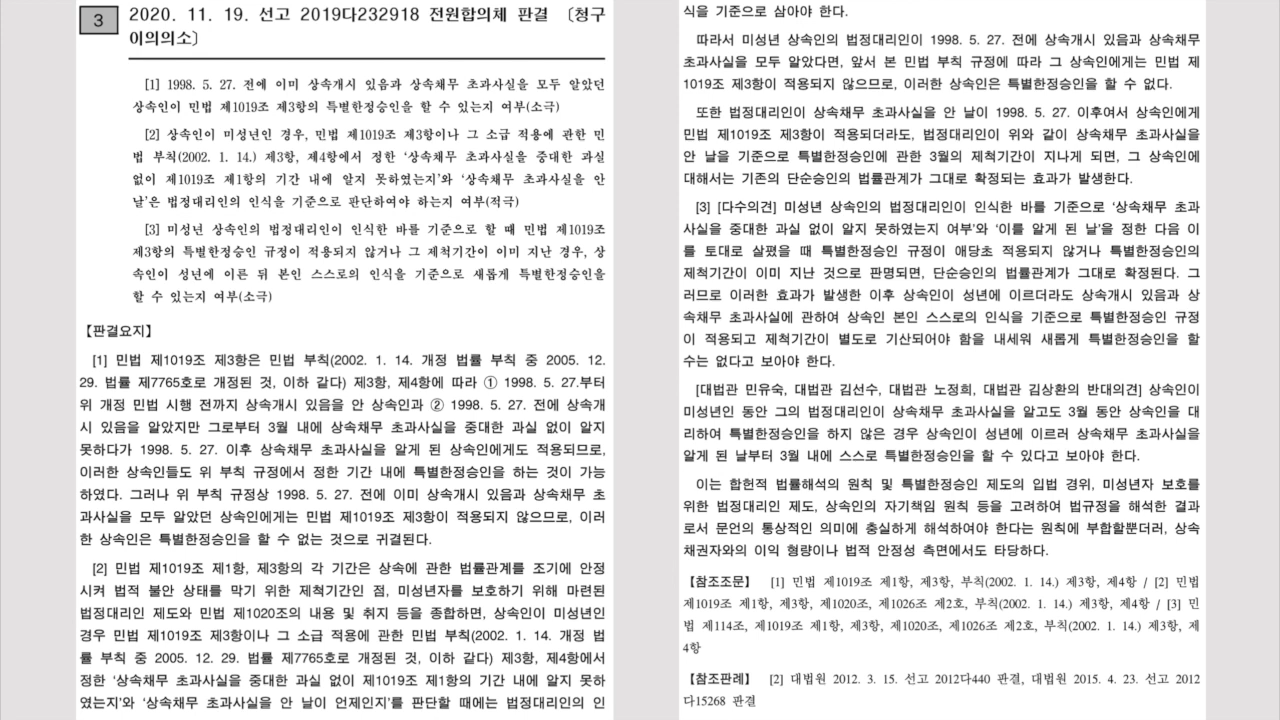 3
2020. 11. 19. 선고 2019다232918 전원합의체 판결 〔청구
이의의소〕
[1] 1998. 5. 27. 전에 이미 상속개시 있음과 상속채무 초과사실을 모두 알았던
상속인이 민법 제1019조 제3항의 특별한정승인을 할 수 있는지 여부(소극)
[2] 상속인이 미성년인 경우, 민법 제1019조 제3항이나 그 소급 적용에 관한 민
법 부칙(2002. 1. 14.) 제3항, 제4항에서 정한 ‘상속채무 초과사실을 중대한 과실
없이 제1019조 제1항의 기간 내에 알지 못하였는지’와 ‘상속채무 초과사실을 안
날’은 법정대리인의 인식을 기준으로 판단하여야 하는지 여부(적극)
[3] 미성년 상속인의 법정대리인이 인식한 바를 기준으로 할 때 민법 제1019조
제3항의 특별한정승인 규정이 적용되지 않거나 그 제척기간이 이미 지난 경우, 상
속인이 성년에 이른 뒤 본인 스스로의 인식을 기준으로 새롭게 특별한정승인을
할 수 있는지 여부(소극)
【판결요지】
[1] 민법 제1019조 제3항은 민법 부칙(2002. 1. 14. 개정 법률 부칙 중 2005. 12.
29. 법률 제7765호로 개정된 것, 이하 같다) 제3항, 제4항에 따라 ① 1998. 5. 27.부터
위 개정 민법 시행 전까지 상속개시 있음을 안 상속인과 ② 1998. 5. 27. 전에 상속개
시 있음을 알았지만 그로부터 3월 내에 상속채무 초과사실을 중대한 과실 없이 알지
못하다가 1998. 5. 27. 이후 상속채무 초과사실을 알게 된 상속인에게도 적용되므로,
이러한 상속인들도 위 부칙 규정에서 정한 기간 내에 특별한정승인을 하는 것이 가능
하였다. 그러나 위 부칙 규정상 1998. 5. 27. 전에 이미 상속개시 있음과 상속채무 초
과사실을 모두 알았던 상속인에게는 민법 제1019조 제3항이 적용되지 않으므로, 이러
한 상속인은 특별한정승인을 할 수 없는 것으로 귀결된다.
[2] 민법 제1019조 제1항, 제3항의 각 기간은 상속에 관한 법률관계를 조기에 안정
시켜 법적 불안 상태를 막기 위한 제척기간인 점, 미성년자를 보호하기 위해 마련된
법정대리인 제도와 민법 제1020조의 내용 및 취지 등을 종합하면, 상속인이 미성년인
경우 민법 제1019조 제3항이나 그 소급 적용에 관한 민법 부칙(2002. 1. 14. 개정 법
률 부칙 중 2005. 12. 29. 법률 제7765호로 개정된 것, 이하 같다) 제3항, 제4항에서
정한 ‘상속채무 초과사실을 중대한 과실 없이 제1019조 제1항의 기간 내에 알지 못하
였는지’와 ‘상속채무 초과사실을 안 날이 언제인지’를 판단할 때에는 법정대리인의 인
식을 기준으로 삼아야 한다.
따라서 미성년 상속인의 법정대리인이 1998. 5. 27. 전에 상속개시 있음과 상속채무
초과사실을 모두 알았다면, 앞서 본 민법 부칙 규정에 따라 그 상속인에게는 민법 제
1019조 제3항이 적용되지 않으므로, 이러한 상속인은 특별한정승인을 할 수 없다.
또한 법정대리인이 상속채무 초과사실을 안 날이 1998. 5. 27. 이후여서 상속인에게
민법 제1019조 제3항이 적용되더라도, 법정대리인이 위와 같이 상속채무 초과사실을
안 날을 기준으로 특별한정승인에 관한 3월의 제척기간이 지나게 되면, 그 상속인에
대해서는 기존의 단순승인의 법률관계가 그대로 확정되는 효과가 발생한다.
[3] [다수의견] 미성년 상속인의 법정대리인이 인식한 바를 기준으로 ‘상속채무 초과
사실을 중대한 과실 없이 알지 못하였는지 여부’와 ‘이를 알게 된 날’을 정한 다음 이
를 토대로 살폈을 때 특별한정승인 규정이 애당초 적용되지 않거나 특별한정승인의
제척기간이 이미 지난 것으로 판명되면, 단순승인의 법률관계가 그대로 확정된다. 그
러므로 이러한 효과가 발생한 이후 상속인이 성년에 이르더라도 상속개시 있음과 상
속채무 초과사실에 관하여 상속인 본인 스스로의 인식을 기준으로 특별한정승인 규정
이 적용되고 제척기간이 별도로 기산되어야 함을 내세워 새롭게 특별한정승인을 할
수는 없다고 보아야 한다.
[대법관 민유숙, 대법관 김선수, 대법관 노정희, 대법관 김상환의 반대의견] 상속인이
미성년인 동안 그의 법정대리인이 상속채무 초과사실을 알고도 3월 동안 상속인을 대
리하여 특별한정승인을 하지 않은 경우 상속인이 성년에 이르러 상속채무 초과사실을
알게 된 날부터 3월 내에 스스로 특별한정승인을 할 수 있다고 보아야 한다.
이는 합헌적 법률해석의 원칙 및 특별한정승인 제도의 입법 경위, 미성년자 보호를
위한 법정대리인 제도, 상속인의 자기책임 원칙 등을 고려하여 법규정을 해석한 결과
로서 문언의 통상적인 의미에 충실하게 해석하여야 한다는 원칙에 부합할뿐더러, 상속
채권자와의 이익 형량이나 법적 안정성 측면에서도 타당하다.
【참조조문】 [1] 민법 제1019조 제1항, 제3항, 부칙(2002. 1. 14.) 제3항, 제4항 / [2] 민법
제1019조 제1항, 제3항, 제1020조, 제1026조 제2호, 부칙(2002. 1. 14.) 제3항, 제4항 / [3] 민
법 제114조, 제1019조 제1항, 제3항, 제1020조, 제1026조 제2호, 부칙(2002. 1. 14.) 제3항, 제
4항
【참조판례】 [2] 대법원 2012. 3. 15. 선고 2012다440 판결, 대법원 2015. 4. 23. 선고 2012
다15268 판결